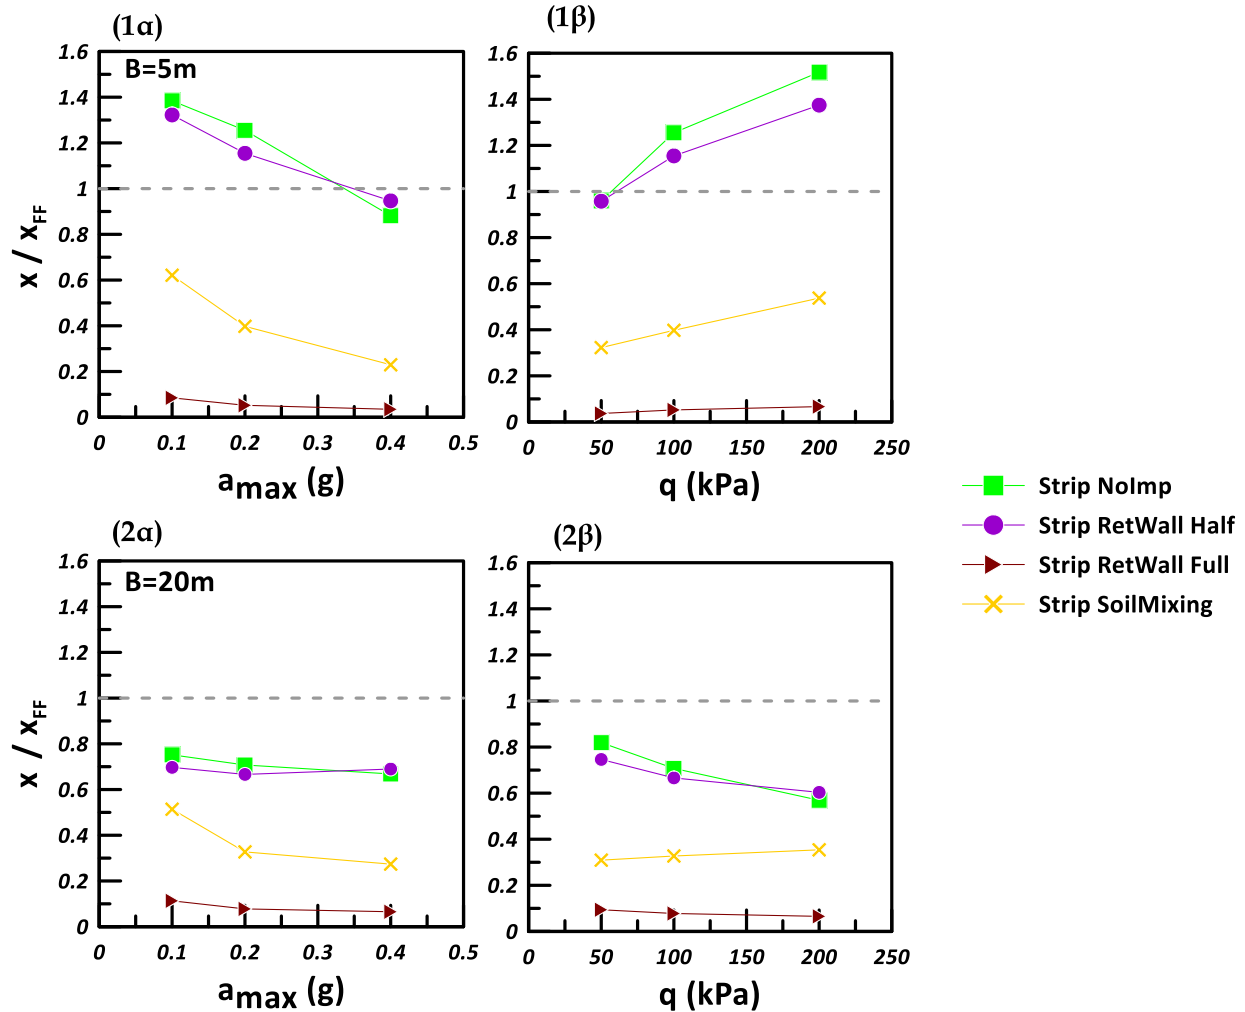 (1α)
1.6
B=5m
1.4
1.2
1
0.8
0.6
0.4
0.2
0
x / xFF
0 0.1 0.2 0.3 0.4 0.5
amax (g)
(1β)
1.6
1.4
1.2
1
0.8
0.6
0.4
0.2
0
0 50 100 150 200 250
q (kPa)
Strip NoImp
Strip RetWall Half
Strip RetWall Full
Strip SoilMixing
(2α)
1.6
B=20m
1.4
1.2
1
0.8
0.6
0.4
0.2
0
x / xFF
0 0.1 0.2 0.3 0.4 0.5
amax (g)
(2β)
1.6
1.4
1.2
1
0.8
0.6
0.4
0.2
0
0 50 100 150 200 250
q (kPa)